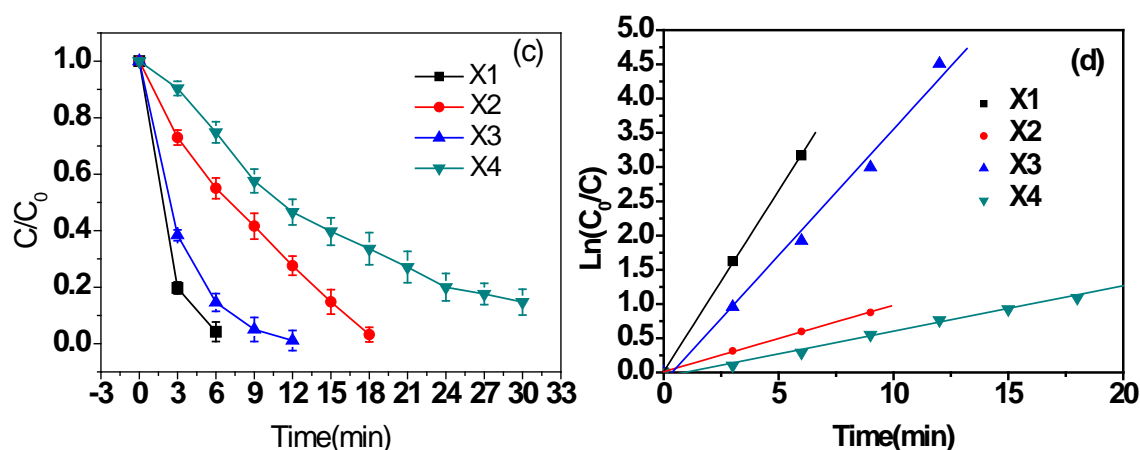 (c)
X1
X2
X3
X4
1.0
0.8
0.6
0.4
0.2
0.0
C/C0
-3 0 3 6 9 12 15 18 21 24 27 30 33
Time(min)
(d)
X1
X2
X3
X4
5.0
4.5
4.0
3.5
3.0
2.5
2.0
1.5
1.0
0.5
0.0
Ln(C0/C)
0 5 10 15 20
Time(min)